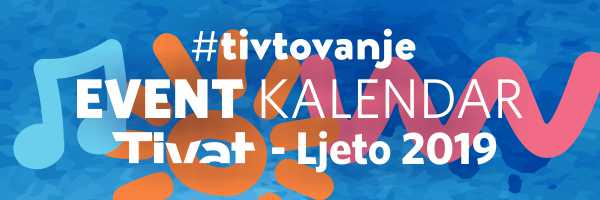 #tivtovanje
EVENT KALENDAR
Tivat - Ljeto 2019